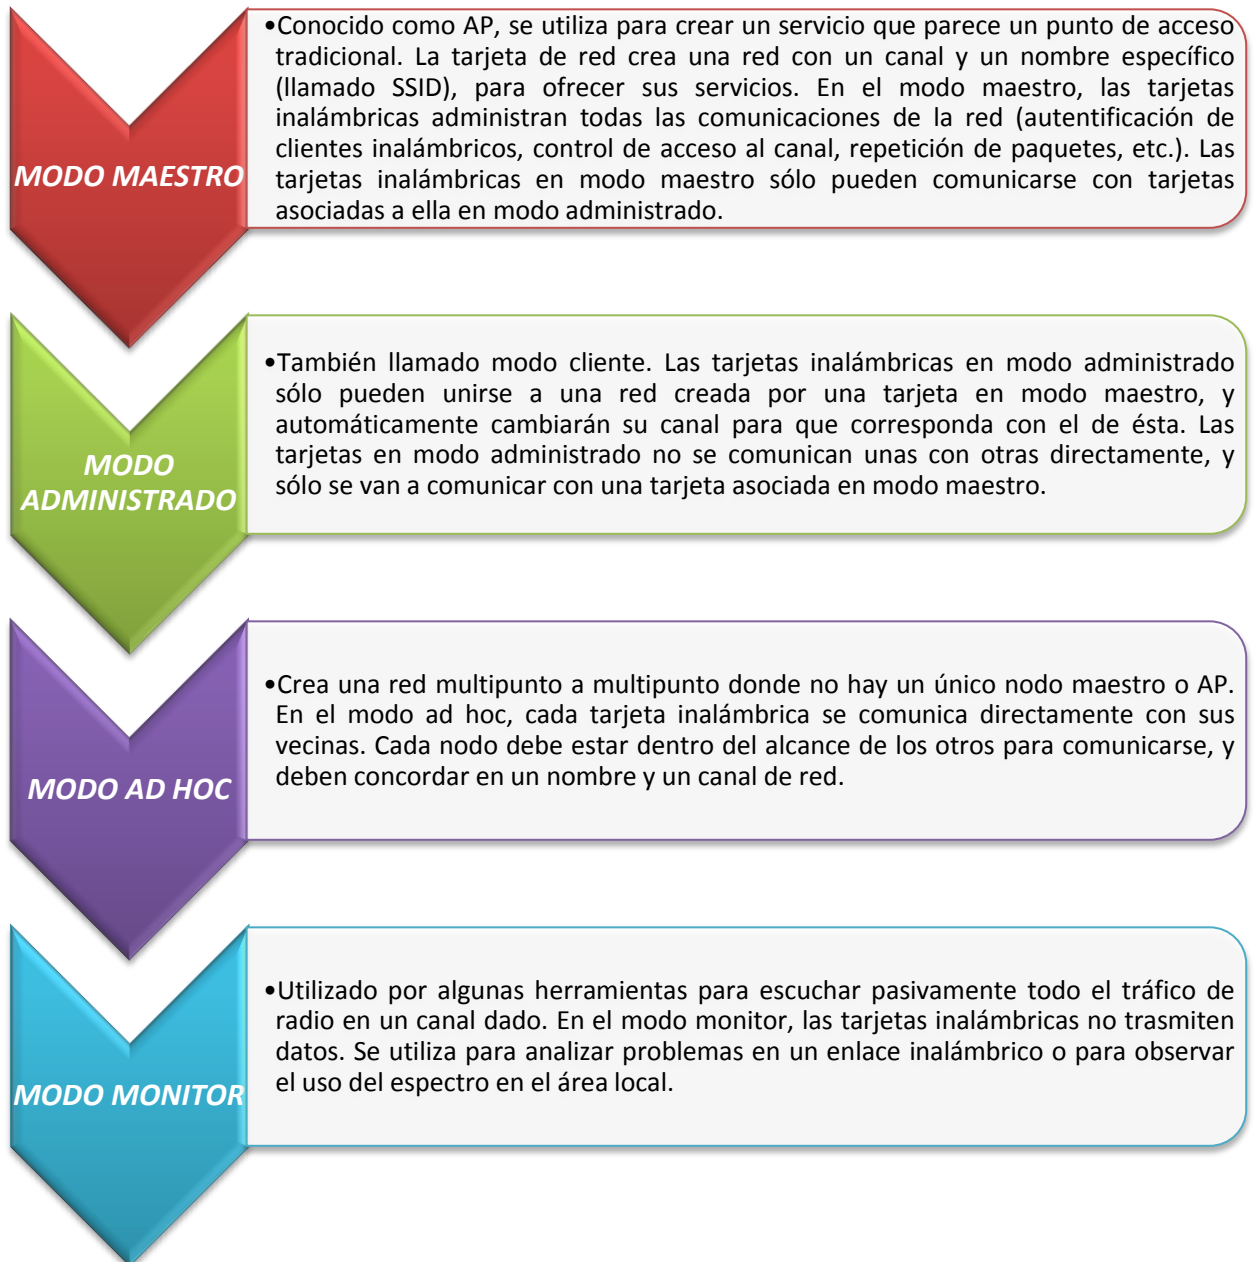 MODO MAESTRO
•Conocido como AP, se utiliza para crear un servicio que parece un punto de acceso
tradicional. La tarjeta de red crea una red con un canal y un nombre específico
(llamado SSID), para ofrecer sus servicios. En el modo maestro, las tarjetas
inalámbricas administran todas las comunicaciones de la red (autentificación de
clientes inalámbricos, control de acceso al canal, repetición de paquetes, etc.). Las
tarjetas inalámbricas en modo maestro sólo pueden comunicarse con tarjetas
asociadas a ella en modo administrado.
MODO
ADMINISTRADO
•También llamado modo cliente. Las tarjetas inalámbricas en modo administrado
sólo pueden unirse a una red creada por una tarjeta en modo maestro, y
automáticamente cambiarán su canal para que corresponda con el de ésta. Las
tarjetas en modo administrado no se comunican unas con otras directamente, y
sólo se van a comunicar con una tarjeta asociada en modo maestro.
MODO AD HOC
•Crea una red multipunto a multipunto donde no hay un único nodo maestro o AP.
En el modo ad hoc, cada tarjeta inalámbrica se comunica directamente con sus
vecinas. Cada nodo debe estar dentro del alcance de los otros para comunicarse, y
deben concordar en un nombre y un canal de red.
MODO MONITOR
•Utilizado por algunas herramientas para escuchar pasivamente todo el tráfico de
radio en un canal dado. En el modo monitor, las tarjetas inalámbricas no trasmiten
datos. Se utiliza para analizar problemas en un enlace inalámbrico o para observar
el uso del espectro en el área local.